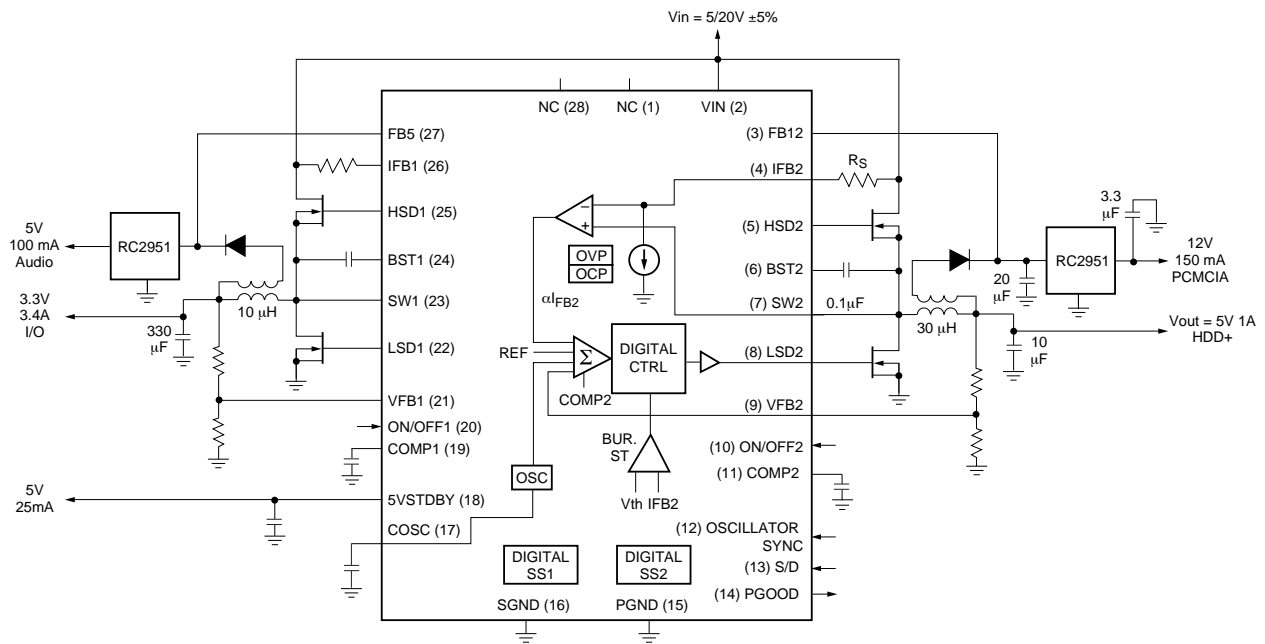 Vin = 5/20V ±5%
NC (28)
NC (1)
VIN (2)
FB5 (27)
IFB1 (26)
HSD1 (25)
BST1 (24)
SW1 (23)
LSD1 (22)
VFB1 (21)
ON/OFF1 (20)
COMP1 (19)
5VSTDBY (18)
COSC (17)
SGND (16)
PGND (15)
(3) FB12
(4) IFB2
(5) HSD2
(6) BST2
(7) SW2
(8) LSD2
(9) VFB2
(10) ON/OFF2
(11) COMP2
(12) OSCILLATOR
SYNC
(13) S/D
(14) PGOOD
5V
100 mA
Audio
RC2951
3.3V
3.4A
I/O
330
µF
10 µH
5V
25mA
–
+
OVP
OCP
αIFB2
REF
Σ
COMP2
DIGITAL
CTRL
BUR.
ST
Vth IFB2
OSC
DIGITAL
SS1
DIGITAL
SS2
RS
0.1µF
30 µH
20
µF
3.3
µF
RC2951
12V
150 mA
PCMCIA
10
µF
Vout = 5V 1A
HDD+